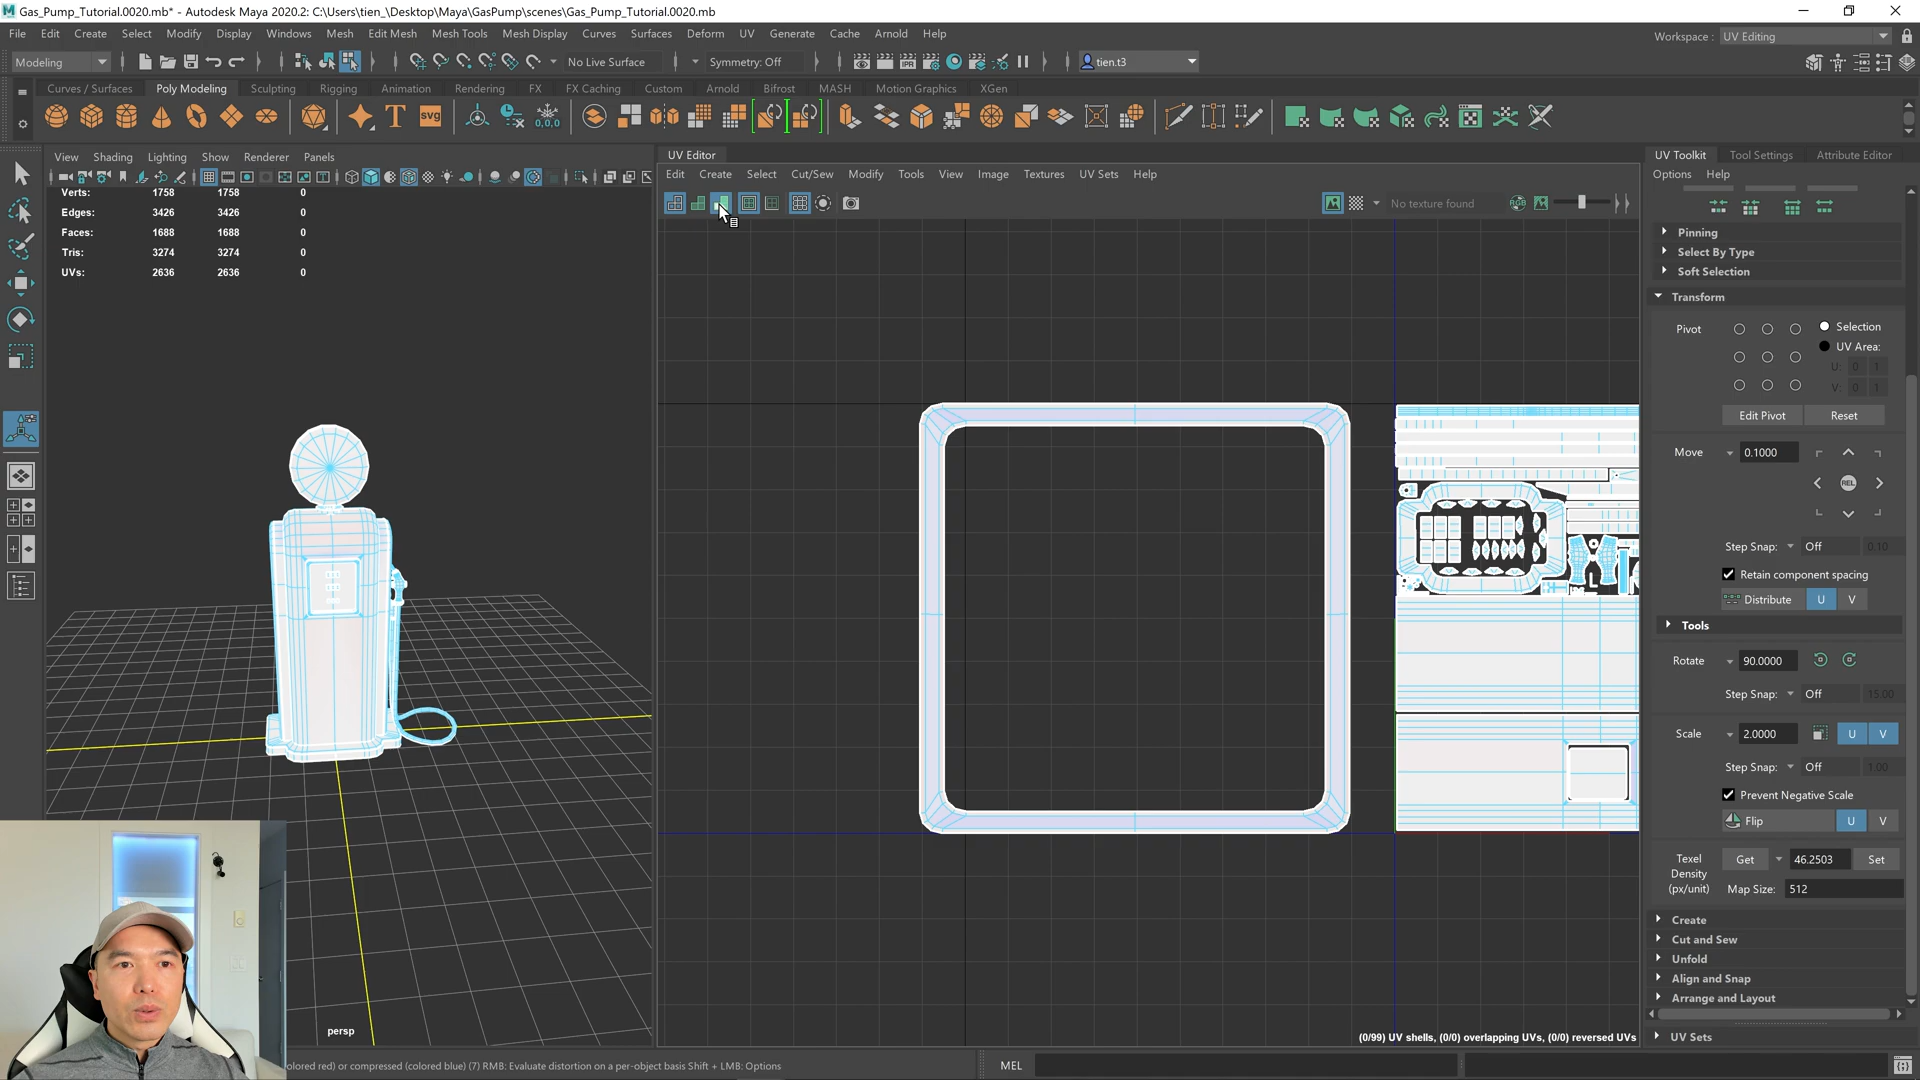 Gas_Pump_Tutorial.0020.mb* - Autodesk Maya 2020.2: C:\Users\tien_\Desktop\Maya\GasPump\scenes\Gas_Pump_Tutorial.0020.mb
File Edit Create Select Modify Display Windows Mesh Edit Mesh Mesh Tools Mesh Display Curves Surfaces Deform UV Generate Cache Arnold Help
Workspace : UV Editing
Modeling No Live Surface Symmetry: Off tien.t3
Curves / Surfaces Poly Modeling Sculpting Rigging Animation Rendering FX FX Caching Custom Arnold Bifrost MASH Motion Graphics XGen
View Shading Lighting Show Renderer Panels
Verts: 1758 1758 0
Edges: 3426 3426 0
Faces: 1688 1688 0
Tris: 3274 3274 0
UVs: 2636 2636 0
persp
UV Editor
Edit Create Select Cut/Sew Modify Tools View Image Textures UV Sets Help
No texture found
(0/99) UV shells, (0/0) overlapping UVs, (0/0) reversed UVs
UV Toolkit Tool Settings Attribute Editor
Options Help
Pinning
Select By Type
Soft Selection
Transform
Pivot Selection
UV Area:
U: 0 1
V: 0 1
Edit Pivot Reset
Move 0.1000
REL
Step Snap: Off 0.10
Retain component spacing
Distribute U V
Tools
Rotate 90.0000
Step Snap: Off 15.00
Scale 2.0000 U V
Step Snap: Off 1.00
Prevent Negative Scale
Flip U V
Texel Density (px/unit) Get 46.2503 Set
Map Size: 512
Create
Cut and Sew
Unfold
Align and Snap
Arrange and Layout
UV Sets
olored red) or compressed (colored blue) (7) RMB: Evaluate distortion on a per-object basis Shift + LMB: Options
MEL